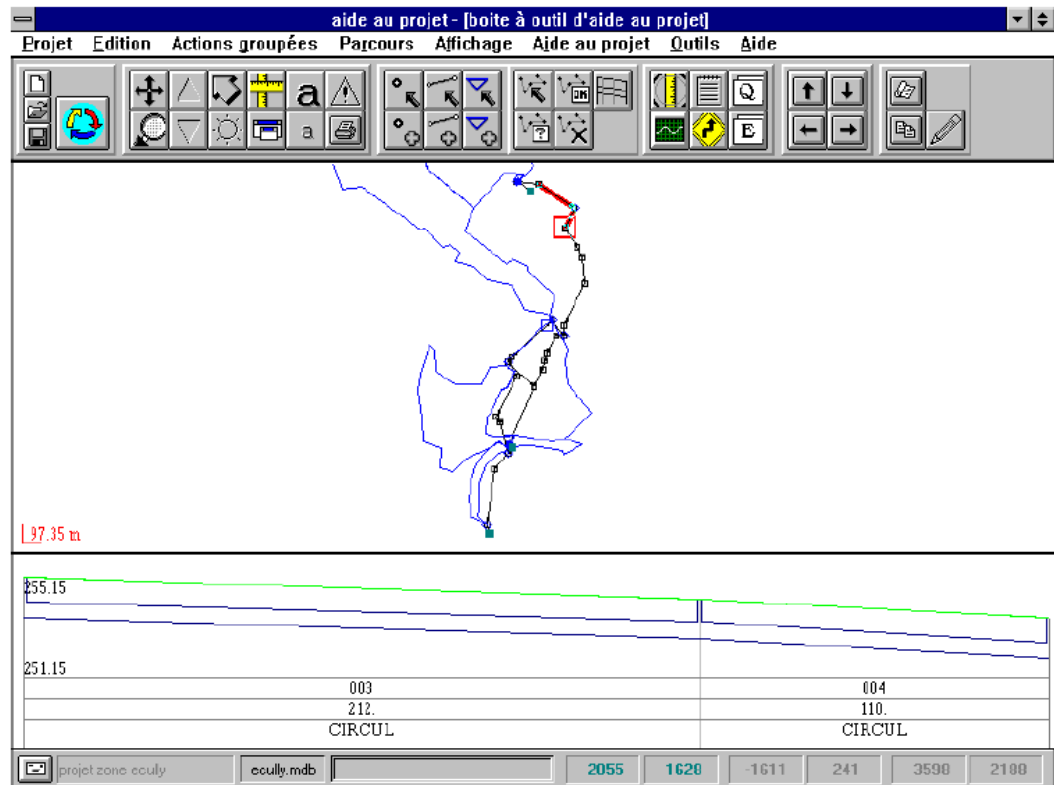 aide au projet - [boite à outil d'aide au projet]
Projet Edition Actions groupées Parcours Affichage Aide au projet Outils Aide
a Q
OK
a ? E
97.35 m
255.15
251.15
003 004
212. 110.
CIRCUL CIRCUL
projet zone ecully ecully.mdb 2055 1620 -1611 241 3598 2188